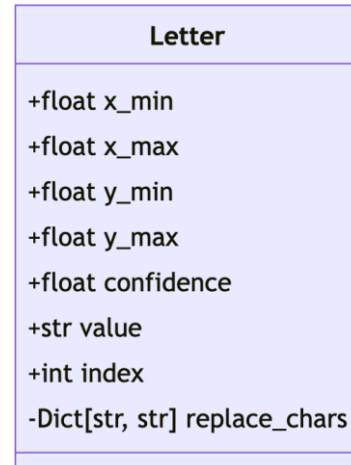 Letter
+float x_min
+float x_max
+float y_min
+float y_max
+float confidence
+str value
+int index
-Dict[str, str] replace_chars